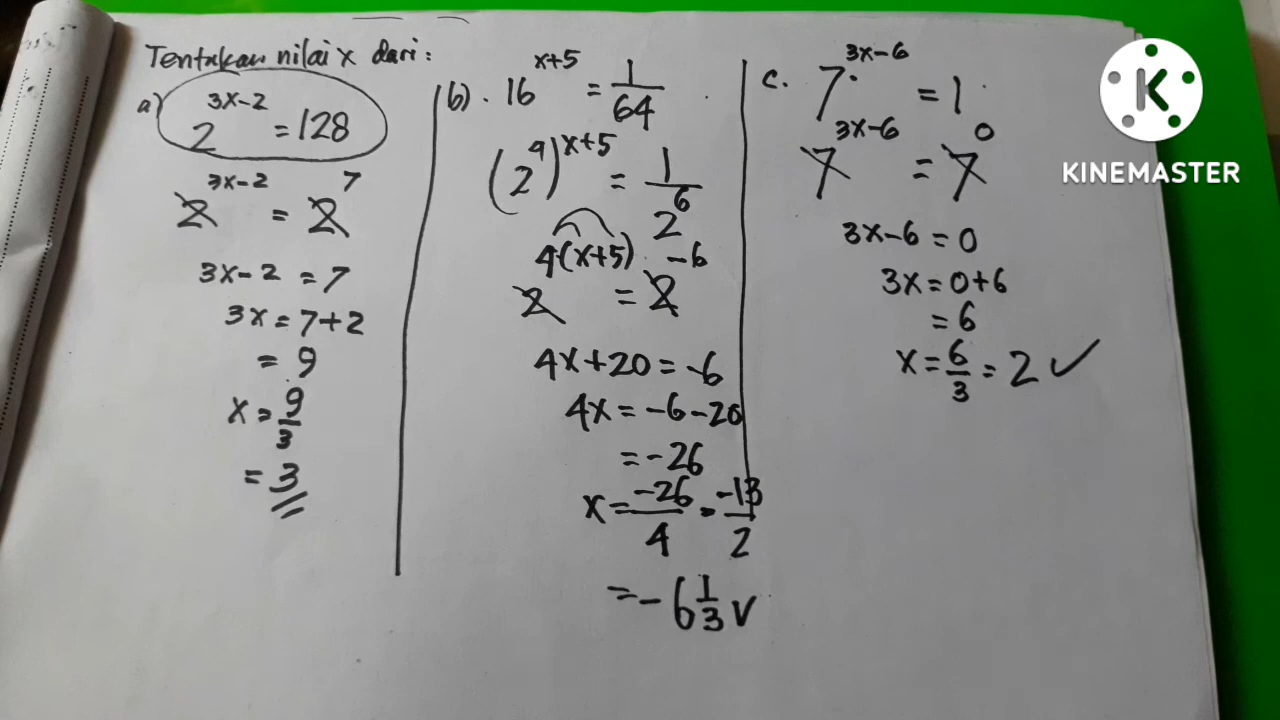 Tentukan nilai x dari:
a) 2^(3x-2) = 128
2^(3x-2) = 2^7
3x-2 = 7
3x = 7+2
= 9
x = 9/3
= 3
b). 16^(x+5) = 1/64
(2^4)^(x+5) = 1/2^6
2^(4(x+5)) = 2^(-6)
4x+20 = -6
4x = -6-20
= -26
x = -26/4 = -13/2
= -6 1/3 ✓
c. 7^(3x-6) = 1
7^(3x-6) = 7^0
3x-6 = 0
3x = 0+6
= 6
x = 6/3 = 2 ✓
K
KINEMASTER